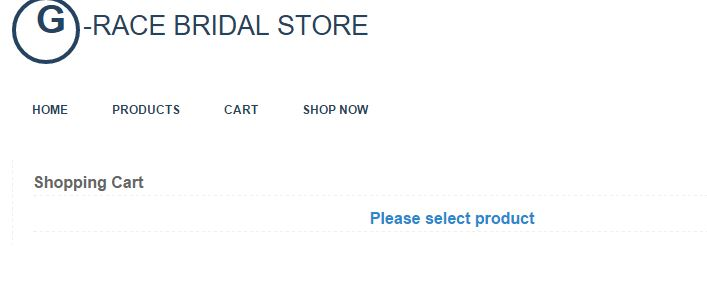 G-RACE BRIDAL STORE
HOME PRODUCTS CART SHOP NOW
Shopping Cart
Please select product